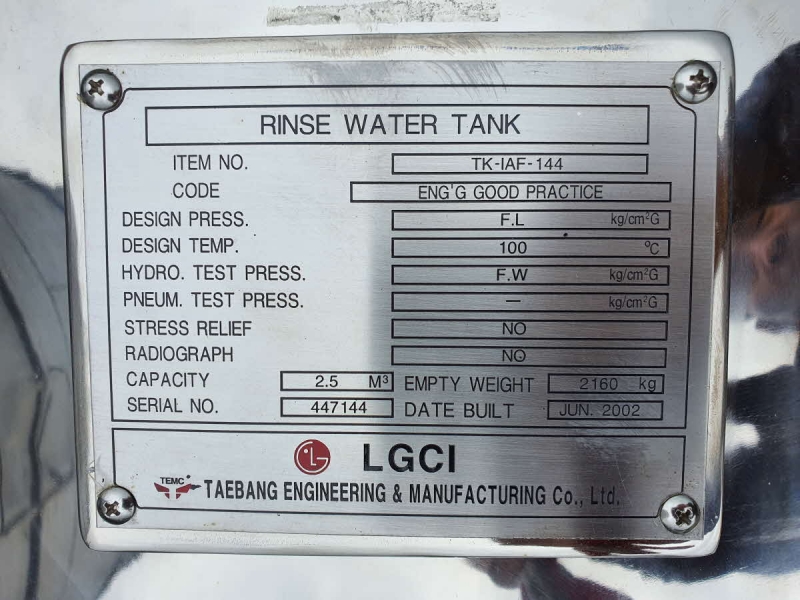 RINSE WATER TANK
ITEM NO. TK-IAF-144
CODE ENG'G GOOD PRACTICE
DESIGN PRESS. F.L kg/cm²G
DESIGN TEMP. 100 °C
HYDRO. TEST PRESS. F.W kg/cm²G
PNEUM. TEST PRESS. — kg/cm²G
STRESS RELIEF NO
RADIOGRAPH NO
CAPACITY 2.5 M³ EMPTY WEIGHT 2160 kg
SERIAL NO. 447144 DATE BUILT JUN. 2002
LG LGCI
TEMC TAEBANG ENGINEERING & MANUFACTURING Co., Ltd.